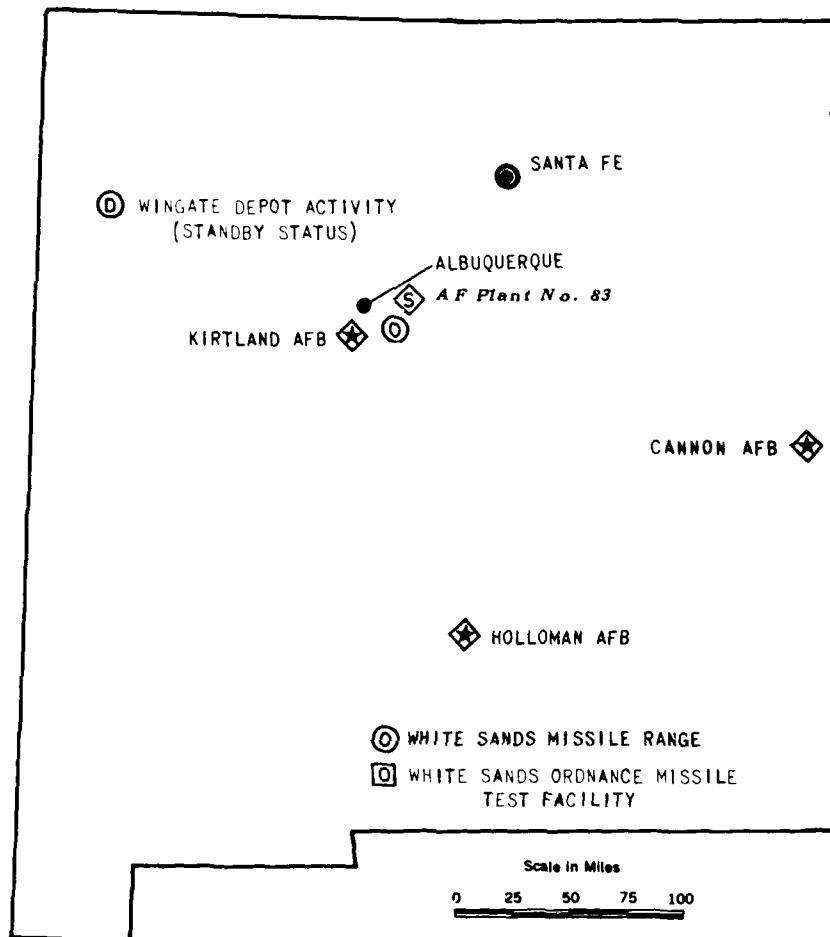 SANTA FE
D WINGATE DEPOT ACTIVITY
(STANDBY STATUS)
ALBUQUERQUE
S AF Plant No. 83
KIRTLAND AFB
O
CANNON AFB
HOLLOMAN AFB
O WHITE SANDS MISSILE RANGE
O WHITE SANDS ORDNANCE MISSILE
TEST FACILITY
Scale in Miles
0 25 50 75 100